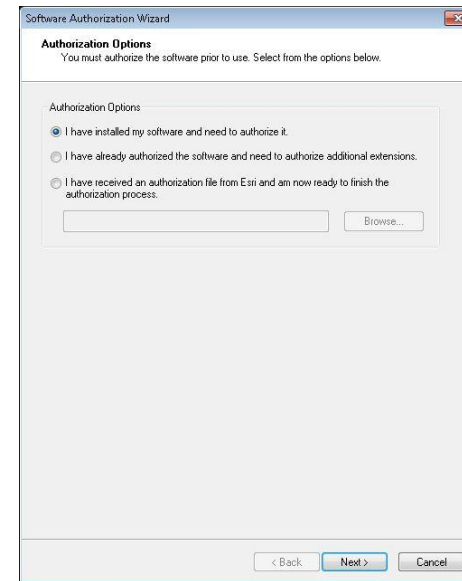 Software Authorization Wizard
Authorization Options
You must authorize the software prior to use. Select from the options below.
Authorization Options
I have installed my software and need to authorize it.
I have already authorized the software and need to authorize additional extensions.
I have received an authorization file from Esri and am now ready to finish the
authorization process.
Browse...
< Back
Next >
Cancel